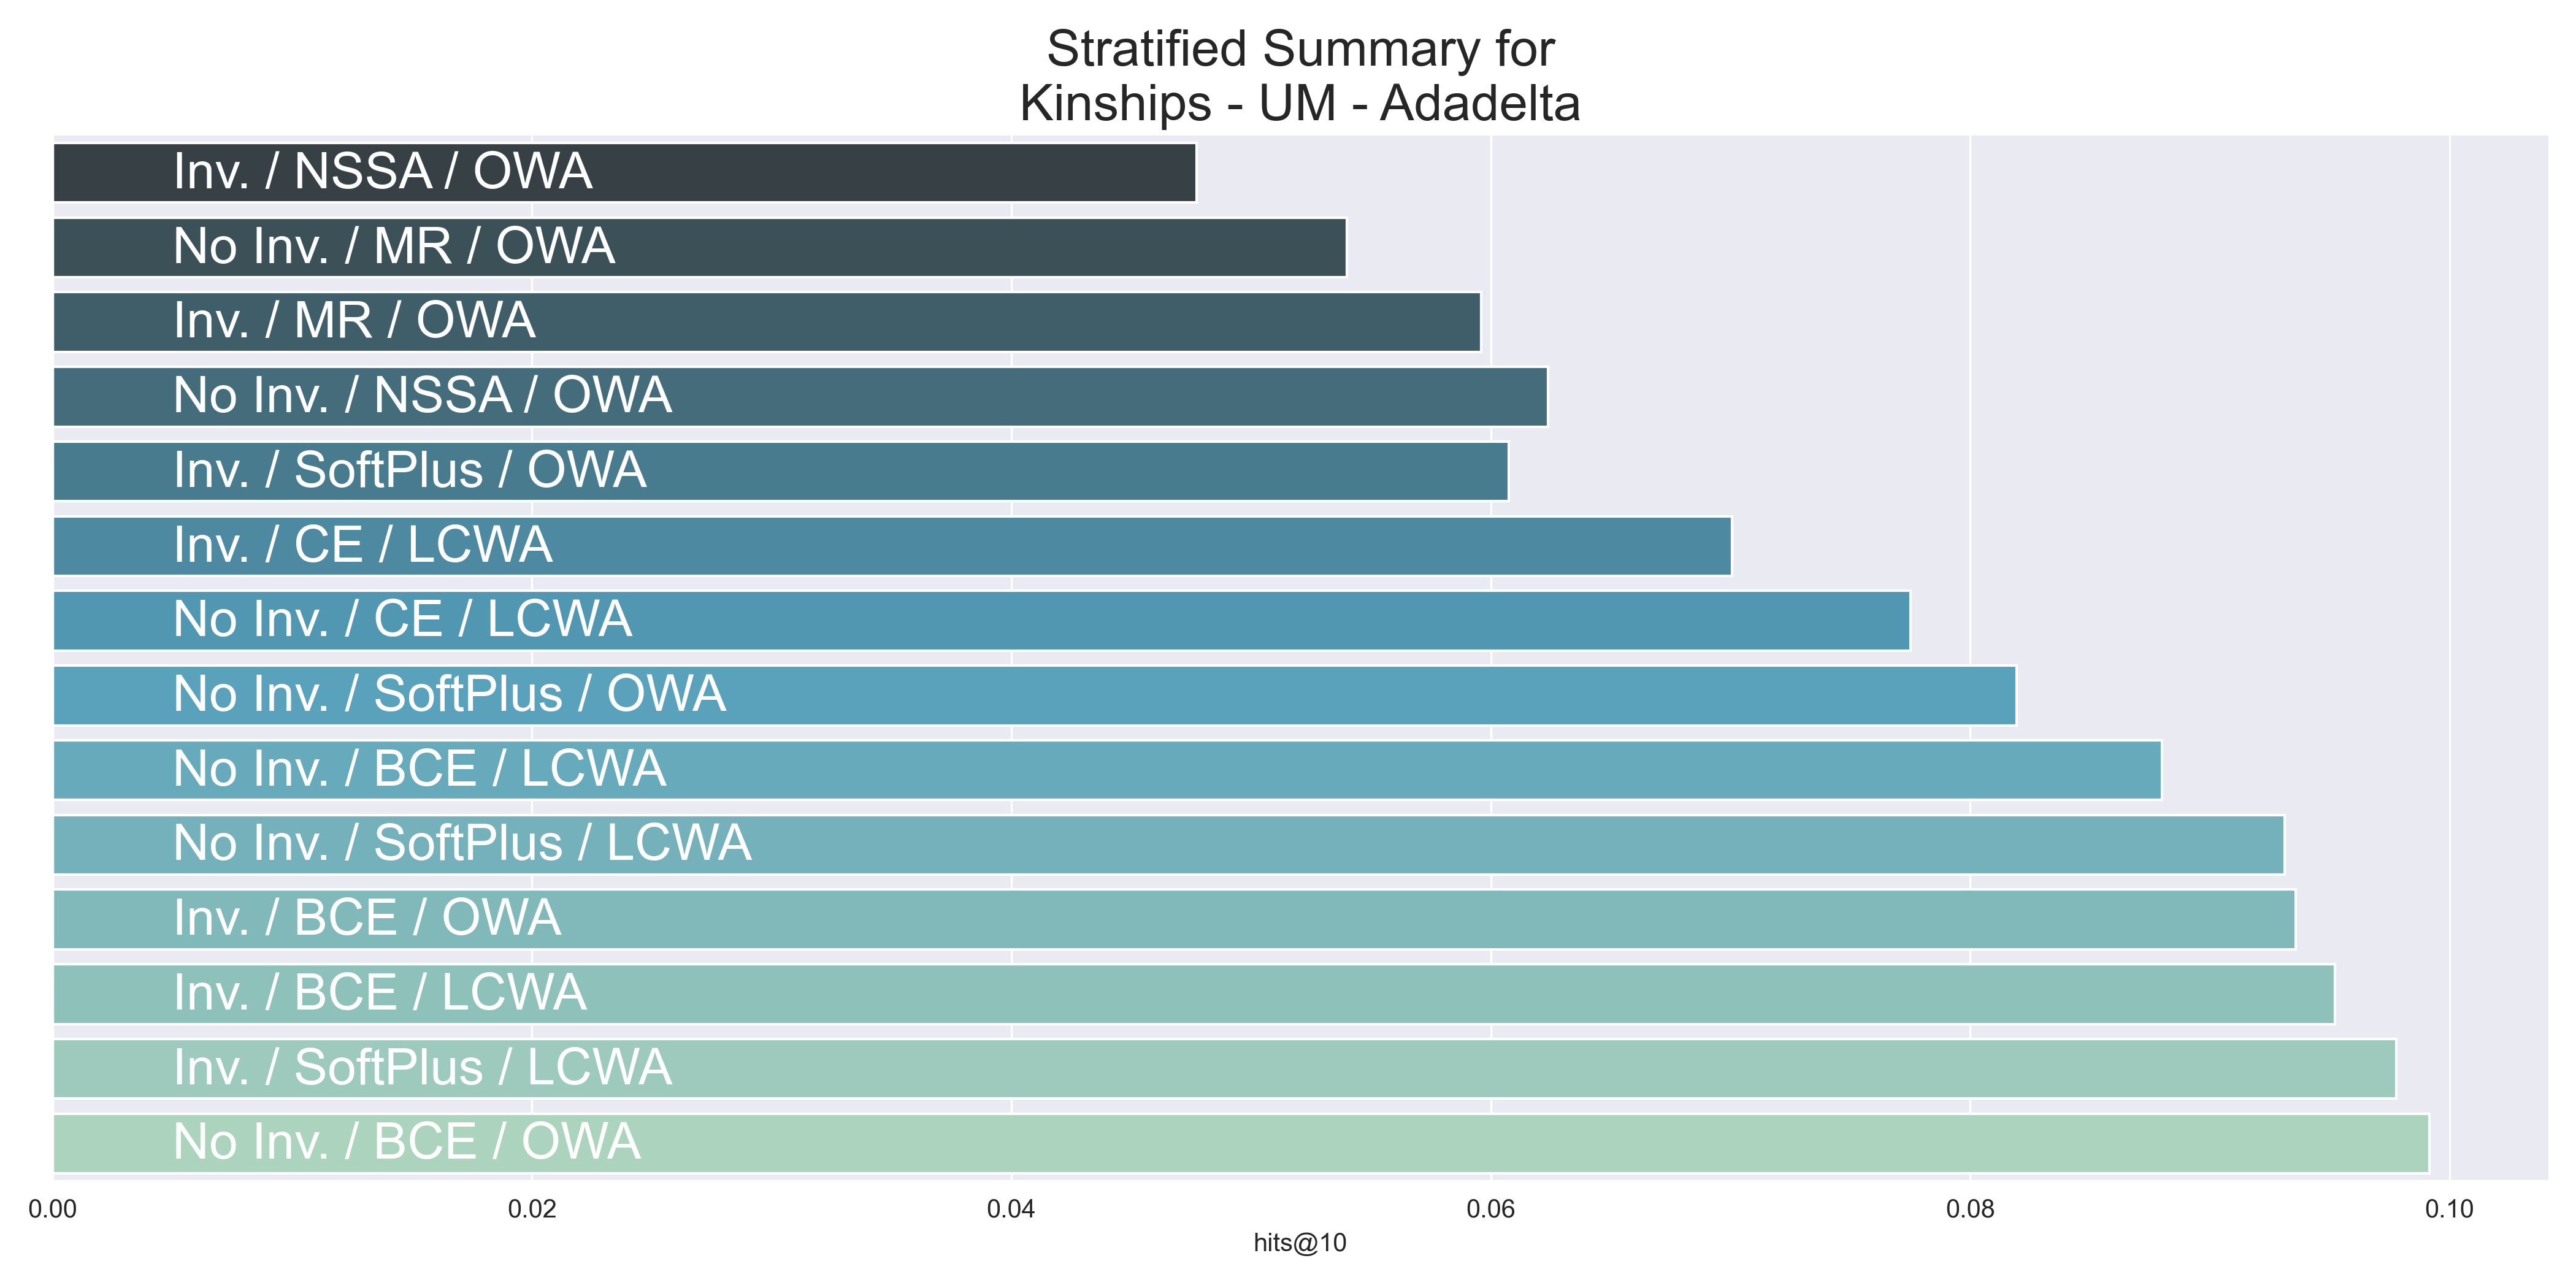 Stratified Summary for
Kinships - UM - Adadelta
Inv. / NSSA / OWA
No Inv. / MR / OWA
Inv. / MR / OWA
No Inv. / NSSA / OWA
Inv. / SoftPlus / OWA
Inv. / CE / LCWA
No Inv. / CE / LCWA
No Inv. / SoftPlus / OWA
No Inv. / BCE / LCWA
No Inv. / SoftPlus / LCWA
Inv. / BCE / OWA
Inv. / BCE / LCWA
Inv. / SoftPlus / LCWA
No Inv. / BCE / OWA
0.00 0.02 0.04 0.06 0.08 0.10
hits@10